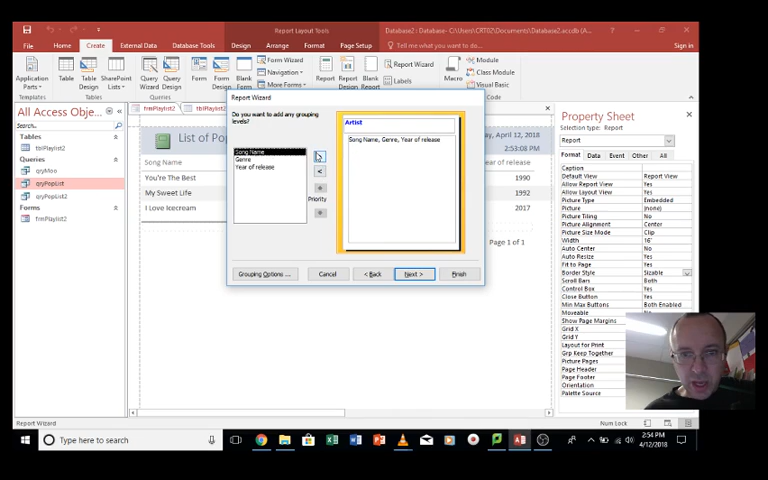 Report Layout Tools
Database2 : Database- C:\Users\CRT02\Documents\Database2.accdb (A...
File Home Create External Data Database Tools Design Arrange Format Page Setup Tell me what you want to do... Sign in
Application Parts
Table
Table Design
SharePoint Lists
Query Wizard
Query Design
Form
Form Design
Blank Form
Form Wizard
Navigation
More Forms
Report
Report Design
Blank Report
Report Wizard
Labels
Macro
Module
Class Module
Visual Basic
Templates Tables Queries Code
All Access Obje...
Search...
Tables
tblPlaylist2
Queries
qryMoo
qryPopList
qryPopList2
Forms
frmPlaylist2
frmPlaylist2
List of Pop
day, April 12, 2018
2:53:08 PM
Song Name
Year of release
You're The Best 1990
My Sweet Life 1992
I Love Icecream 2017
Page 1 of 1
Report Wizard
Do you want to add any grouping levels?
Song Name
Genre
Year of release
>
<
Priority
Artist
Song Name, Genre, Year of release
Grouping Options ... Cancel < Back Next > Finish
Property Sheet
Selection type: Report
Report
Format Data Event Other All
Caption
Default View Report View
Allow Report View Yes
Allow Layout View Yes
Picture Type Embedded
Picture (none)
Picture Tiling No
Picture Alignment Center
Picture Size Mode Clip
Width 16"
Auto Center No
Auto Resize Yes
Fit to Page Yes
Border Style Sizable
Scroll Bars Both
Control Box Yes
Close Button Yes
Min Max Buttons Both Enabled
Moveable
Show Page Margins
Grid X
Grid Y
Layout for Print
Grp Keep Together
Picture Pages
Page Header
Page Footer
Orientation
Palette Source
Report Wizard
Num Lock
Type here to search
2:54 PM
4/12/2018